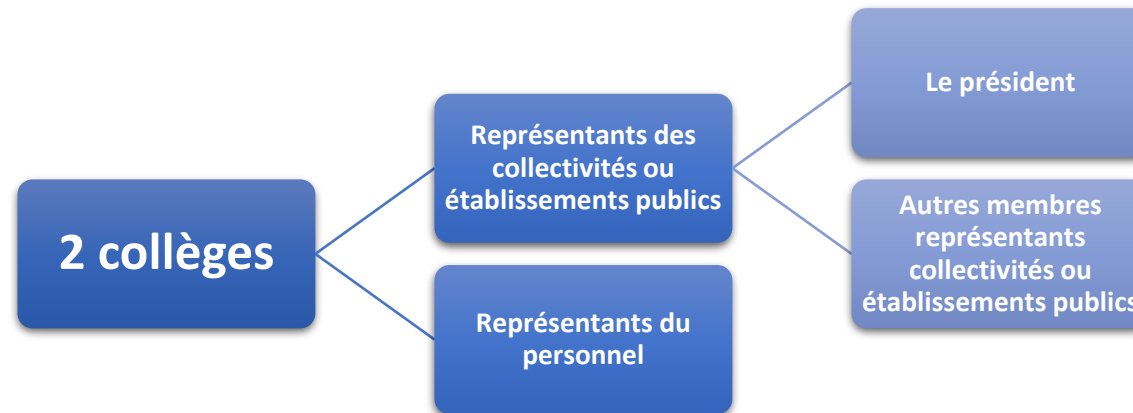 2 collèges
Représentants des
collectivités ou
établissements publics
Représentants du
personnel
Le président
Autres membres
représentants
collectivités ou
établissements publics